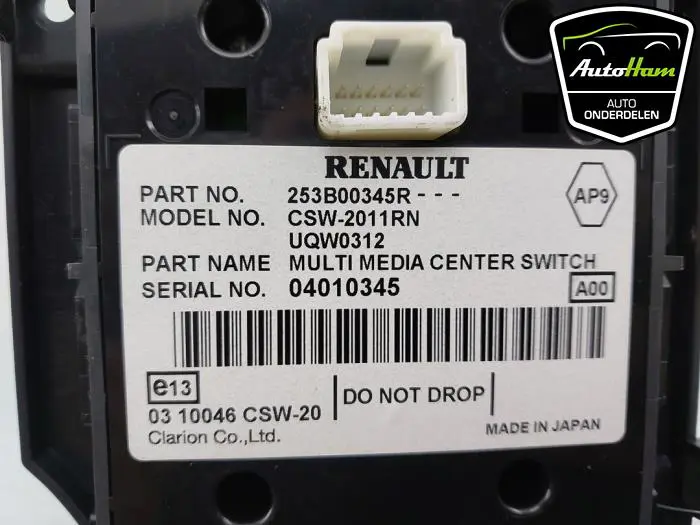 AutoHam
AUTO
ONDERDELEN
RENAULT
PART NO. 253B00345R---
AP9
MODEL NO. CSW-2011RN
UQW0312
PART NAME MULTI MEDIA CENTER SWITCH
SERIAL NO. 04010345
A00
e13
DO NOT DROP
03 10046 CSW-20
Clarion Co.,Ltd.
MADE IN JAPAN